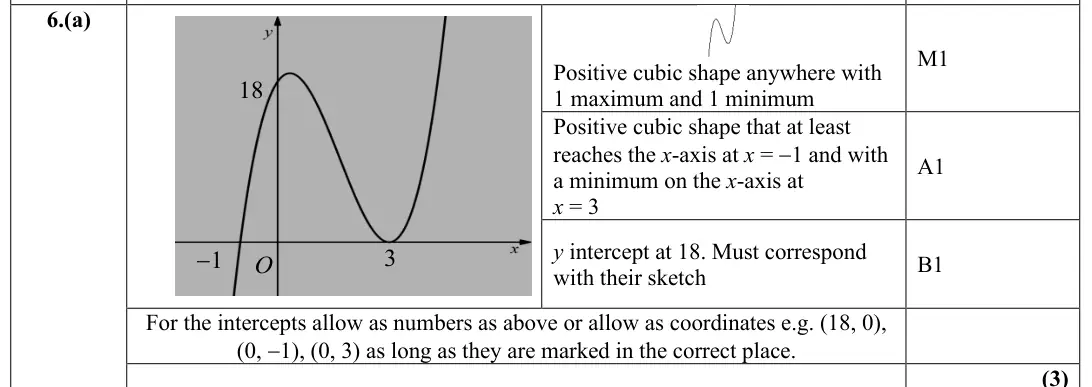 6.(a)
y
18
–1
O
3
x
Positive cubic shape anywhere with
1 maximum and 1 minimum
M1
Positive cubic shape that at least
reaches the x-axis at x = –1 and with
a minimum on the x-axis at
x = 3
A1
y intercept at 18. Must correspond
with their sketch
B1
For the intercepts allow as numbers as above or allow as coordinates e.g. (18, 0),
(0, –1), (0, 3) as long as they are marked in the correct place.
(3)